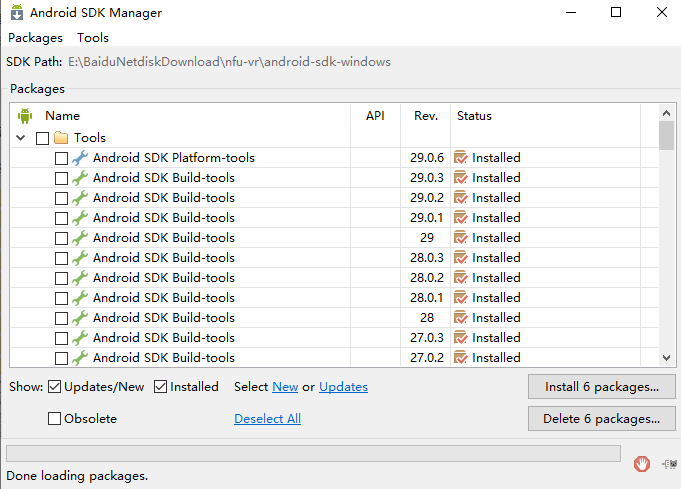 Android SDK Manager
Packages Tools
SDK Path: E:\BaiduNetdiskDownload\nfu-vr\android-sdk-windows
Packages
Name API Rev. Status
Tools
Android SDK Platform-tools 29.0.6 Installed
Android SDK Build-tools 29.0.3 Installed
Android SDK Build-tools 29.0.2 Installed
Android SDK Build-tools 29.0.1 Installed
Android SDK Build-tools 29 Installed
Android SDK Build-tools 28.0.3 Installed
Android SDK Build-tools 28.0.2 Installed
Android SDK Build-tools 28.0.1 Installed
Android SDK Build-tools 28 Installed
Android SDK Build-tools 27.0.3 Installed
Android SDK Build-tools 27.0.2 Installed
Show: Updates/New Installed Select New or Updates Install 6 packages...
Obsolete Deselect All Delete 6 packages...
Done loading packages.